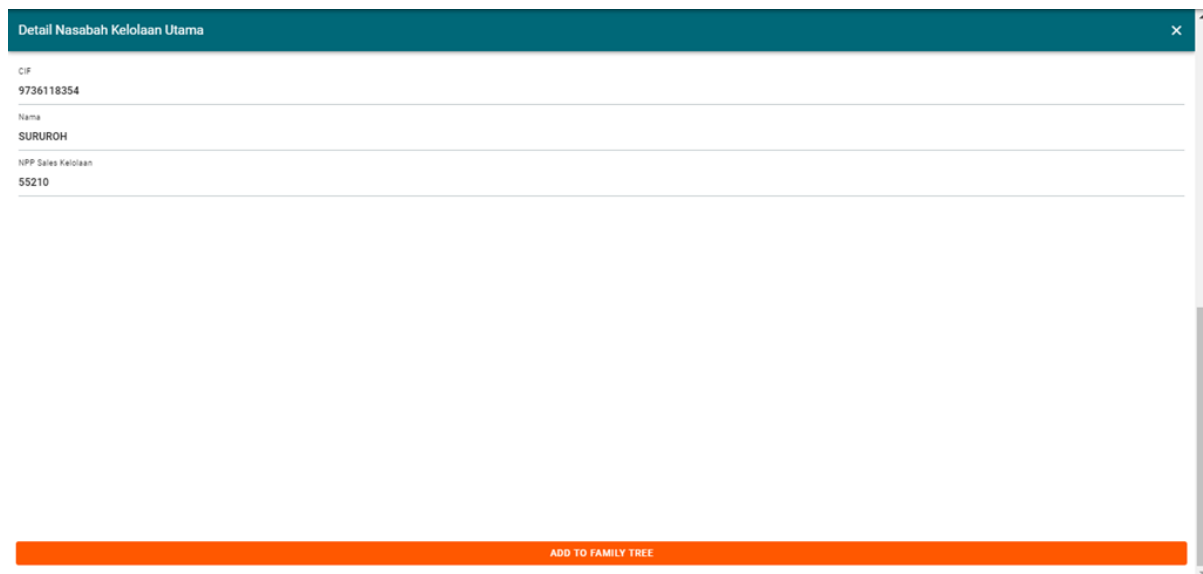 Detail Nasabah Kelolaan Utama
CIF
9736118354
Nama
SURUROH
NPP Sales Kelolaan
55210
ADD TO FAMILY TREE